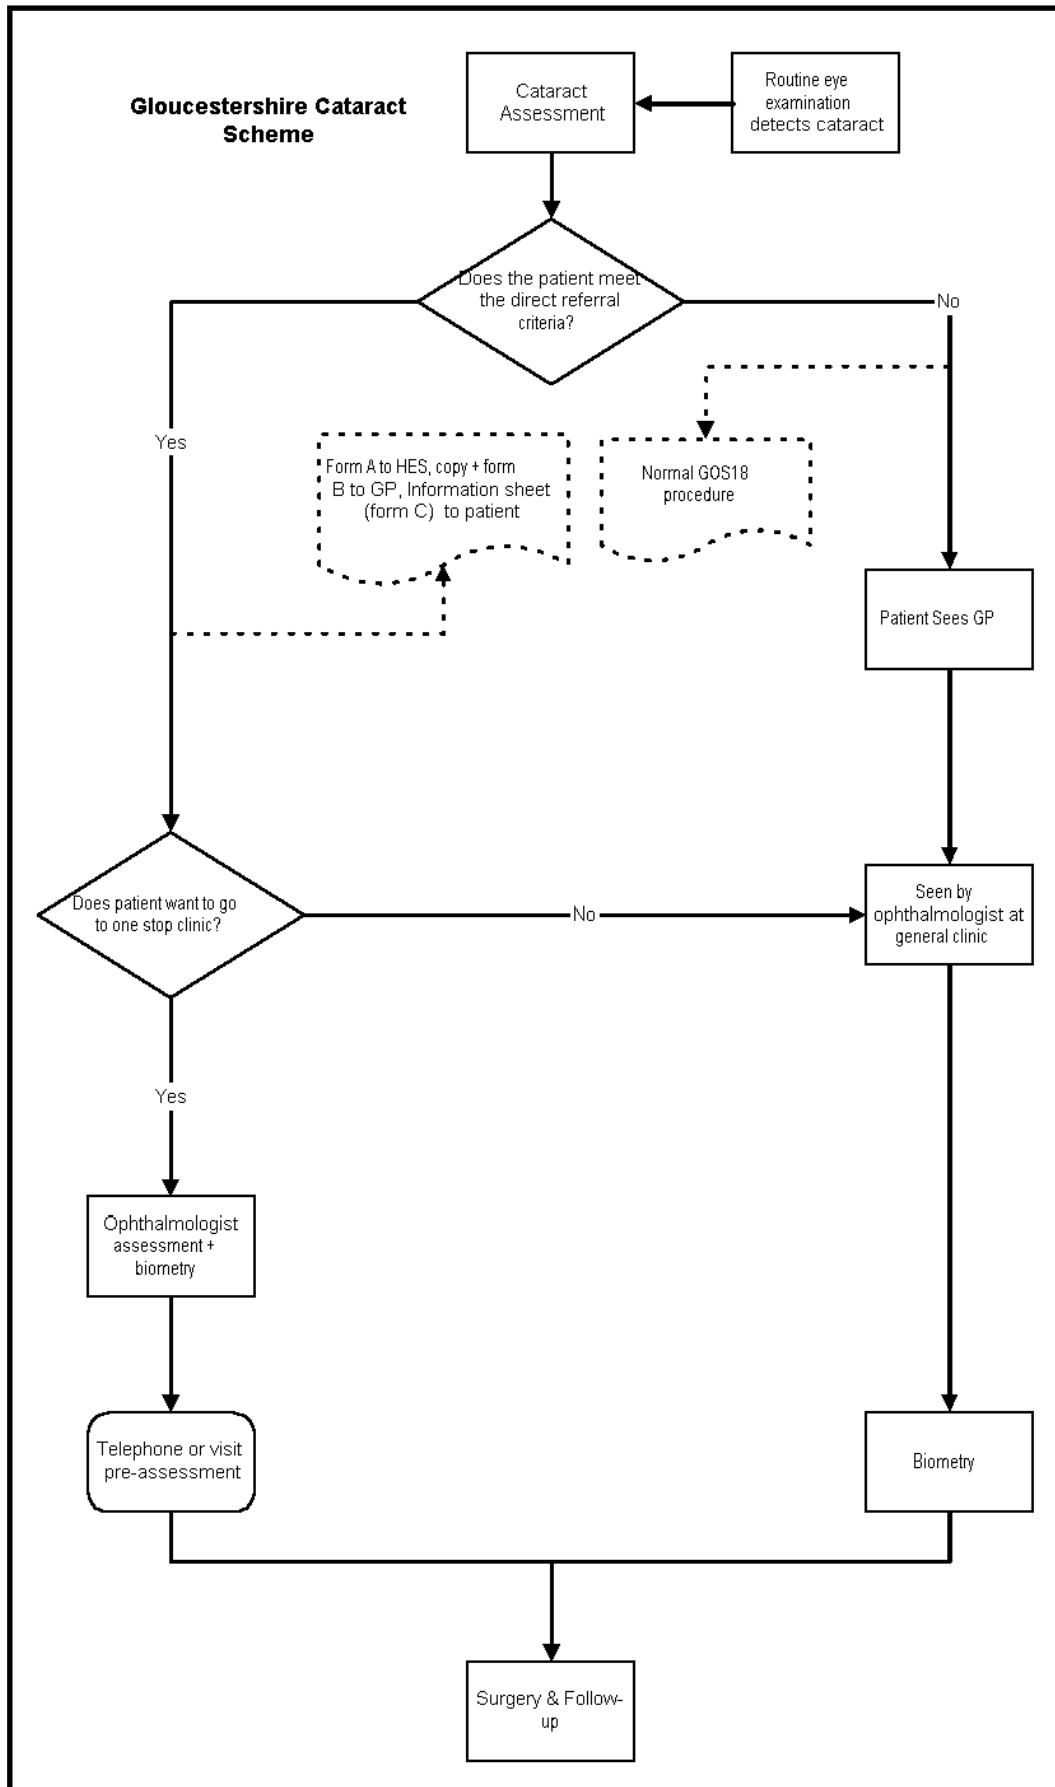 Gloucestershire Cataract
Scheme
Cataract
Assessment
Routine eye
examination
detects cataract
Does the patient meet
the direct referral
criteria?
No
Yes
Form A to HES, copy + form
B to GP, Information sheet
(form C) to patient
Normal GOS18
procedure
Patient Sees GP
Does patient want to go
to one stop clinic?
No
Seen by
ophthalmologist at
general clinic
Yes
Ophthalmologist
assessment +
biometry
Telephone or visit
pre-assessment
Biometry
Surgery & Follow-
up